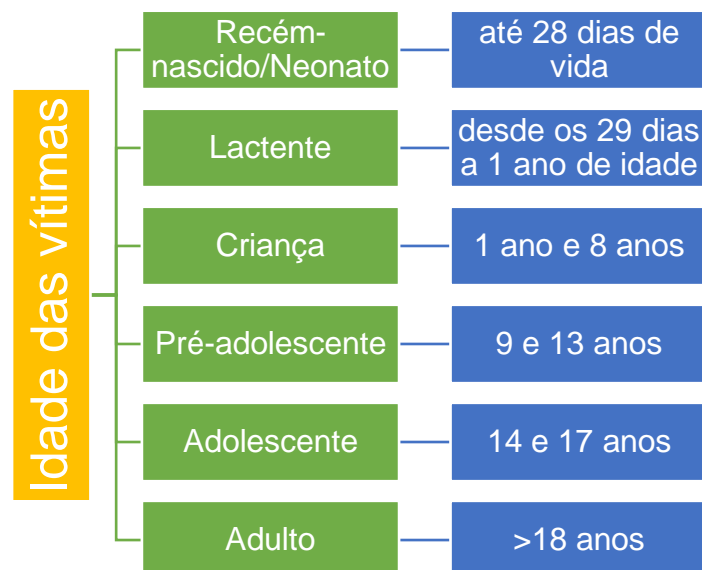 Idade das vítimas
Recém-
nascido/Neonato
até 28 dias de
vida
Lactente
desde os 29 dias
a 1 ano de idade
Criança
1 ano e 8 anos
Pré-adolescente
9 e 13 anos
Adolescente
14 e 17 anos
Adulto
>18 anos